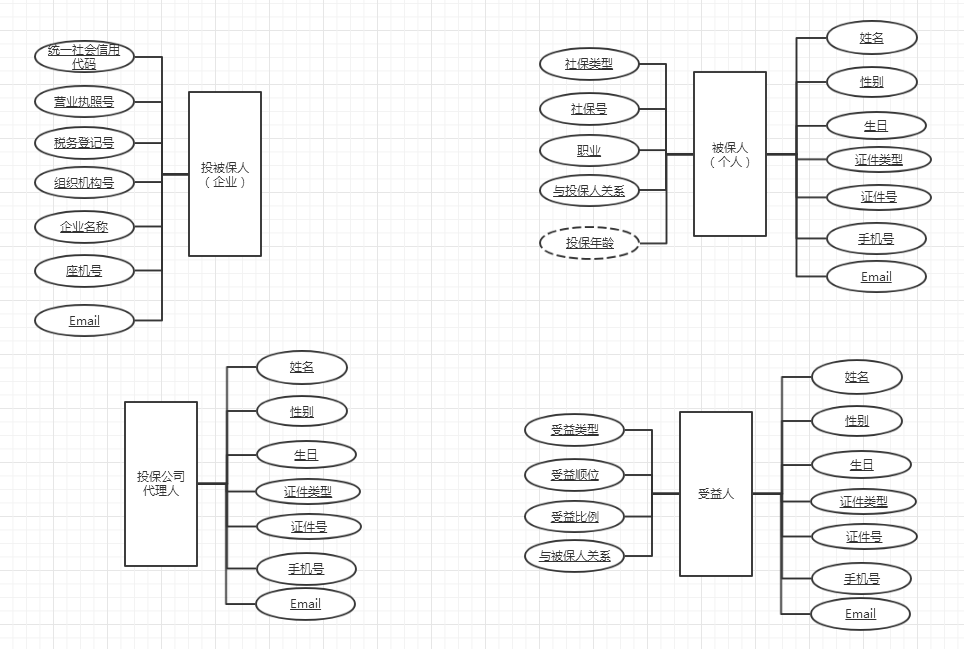 统一社会信用
代码
营业执照号
税务登记号
组织机构号
企业名称
座机号
Email
投被保人
（企业）
社保类型
社保号
职业
与投保人关系
投保年龄
被保人
（个人）
姓名
性别
生日
证件类型
证件号
手机号
Email
投保公司
代理人
姓名
性别
生日
证件类型
证件号
手机号
Email
受益类型
受益顺位
受益比例
与被保人关系
受益人
姓名
性别
生日
证件类型
证件号
手机号
Email